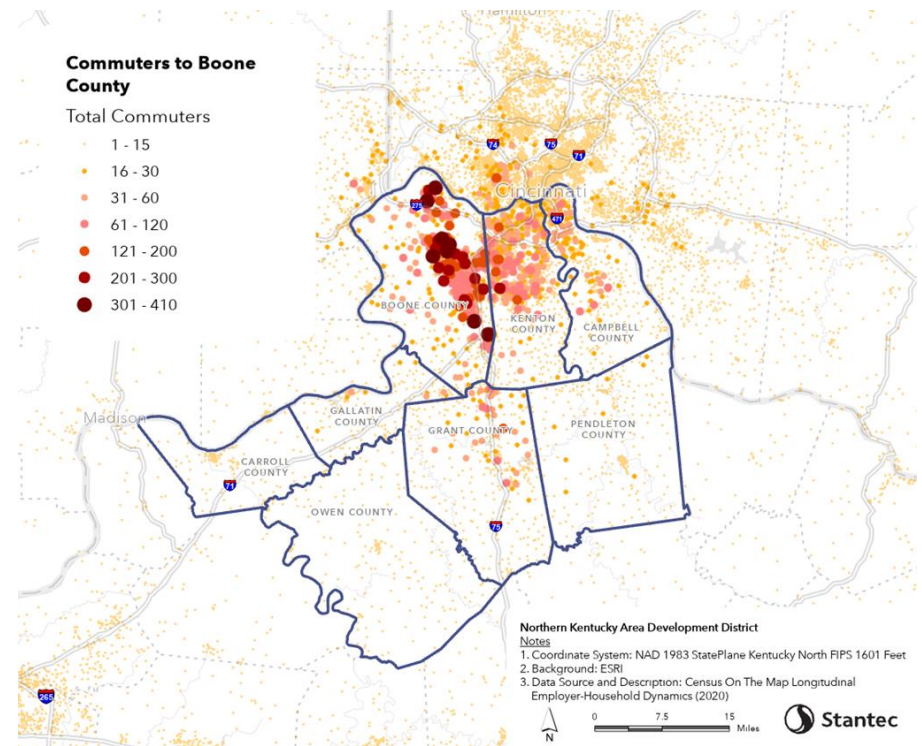 Hamilton
Commuters to Boone
County
Total Commuters
1 - 15
16 - 30
31 - 60
61 - 120
121 - 200
201 - 300
301 - 410
74
75
71
Cincinnati
275
471
BOONE COUNTY
KENTON
COUNTY
CAMPBELL
COUNTY
GALLATIN
COUNTY
GRANT COUNTY
PENDLETON
COUNTY
Madison
CARROLL
COUNTY
71
OWEN COUNTY
75
265
Northern Kentucky Area Development District
Notes
1. Coordinate System: NAD 1983 StatePlane Kentucky North FIPS 1601 Feet
2. Background: ESRI
3. Data Source and Description: Census On The Map Longitudinal
Employer-Household Dynamics (2020)
N
0 7.5 15
Miles
Stantec